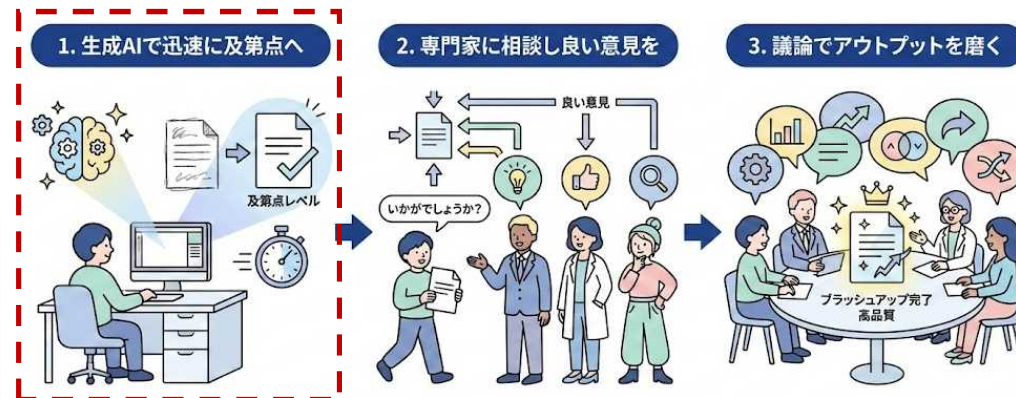 1. 生成AIで迅速に及第点へ
及第点レベル
2. 専門家に相談し良い意見を
良い意見
いかがでしょうか?
3. 議論でアウトプットを磨く
ブラッシュアップ完了
高品質